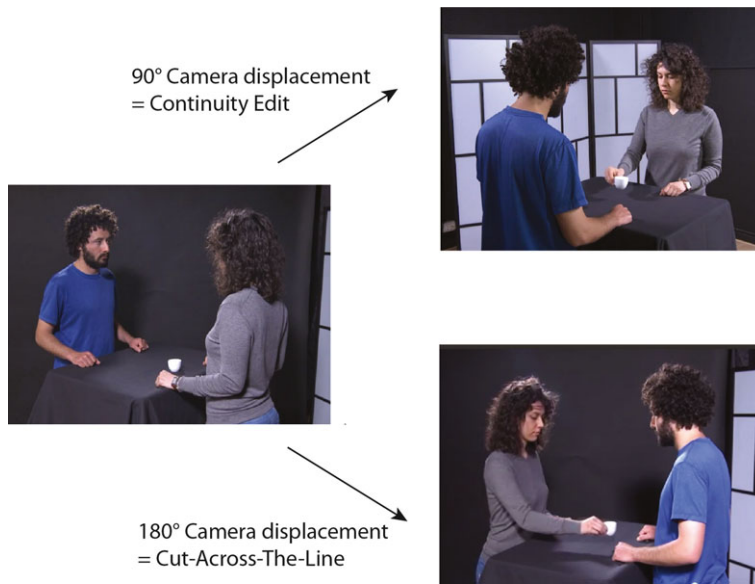 90° Camera displacement
= Continuity Edit
180° Camera displacement
= Cut-Across-The-Line